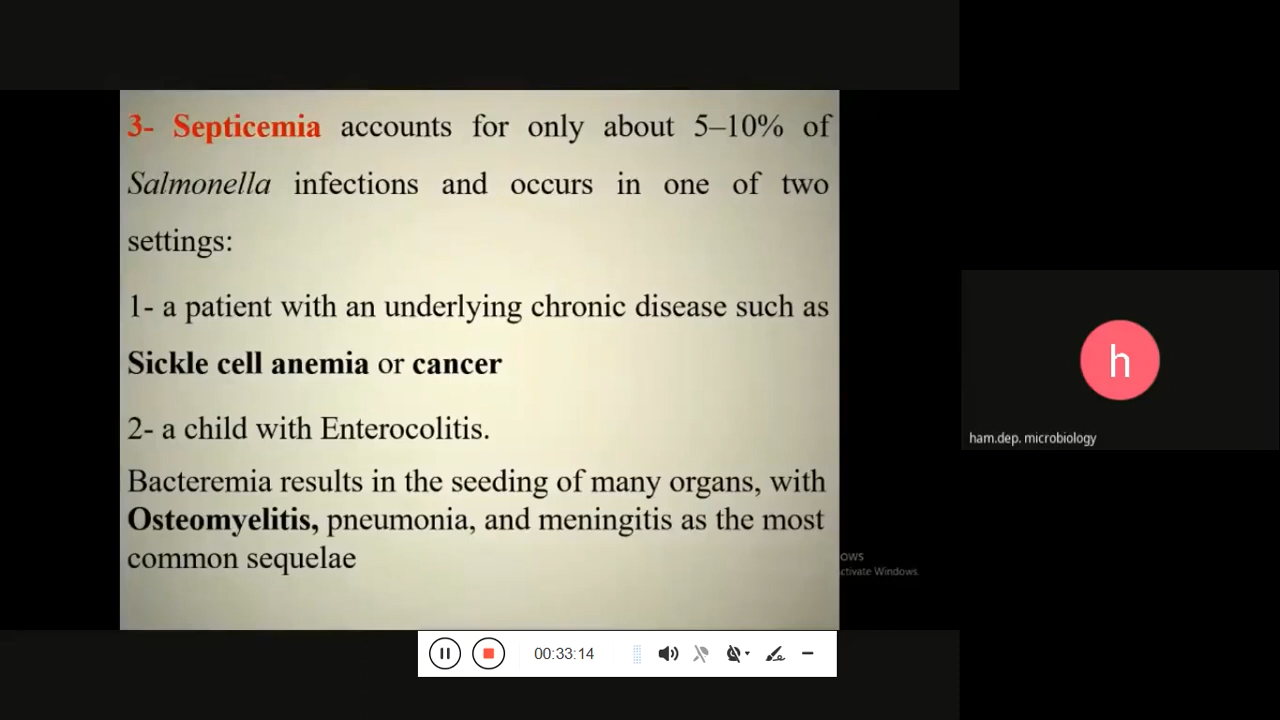 3- Septicemia accounts for only about 5–10% of
Salmonella infections and occurs in one of two
settings:
1- a patient with an underlying chronic disease such as
Sickle cell anemia or cancer
2- a child with Enterocolitis.
Bacteremia results in the seeding of many organs, with
Osteomyelitis, pneumonia, and meningitis as the most
common sequelae
h
ham.dep. microbiology
ows
ctivate Windows.
00:33:14